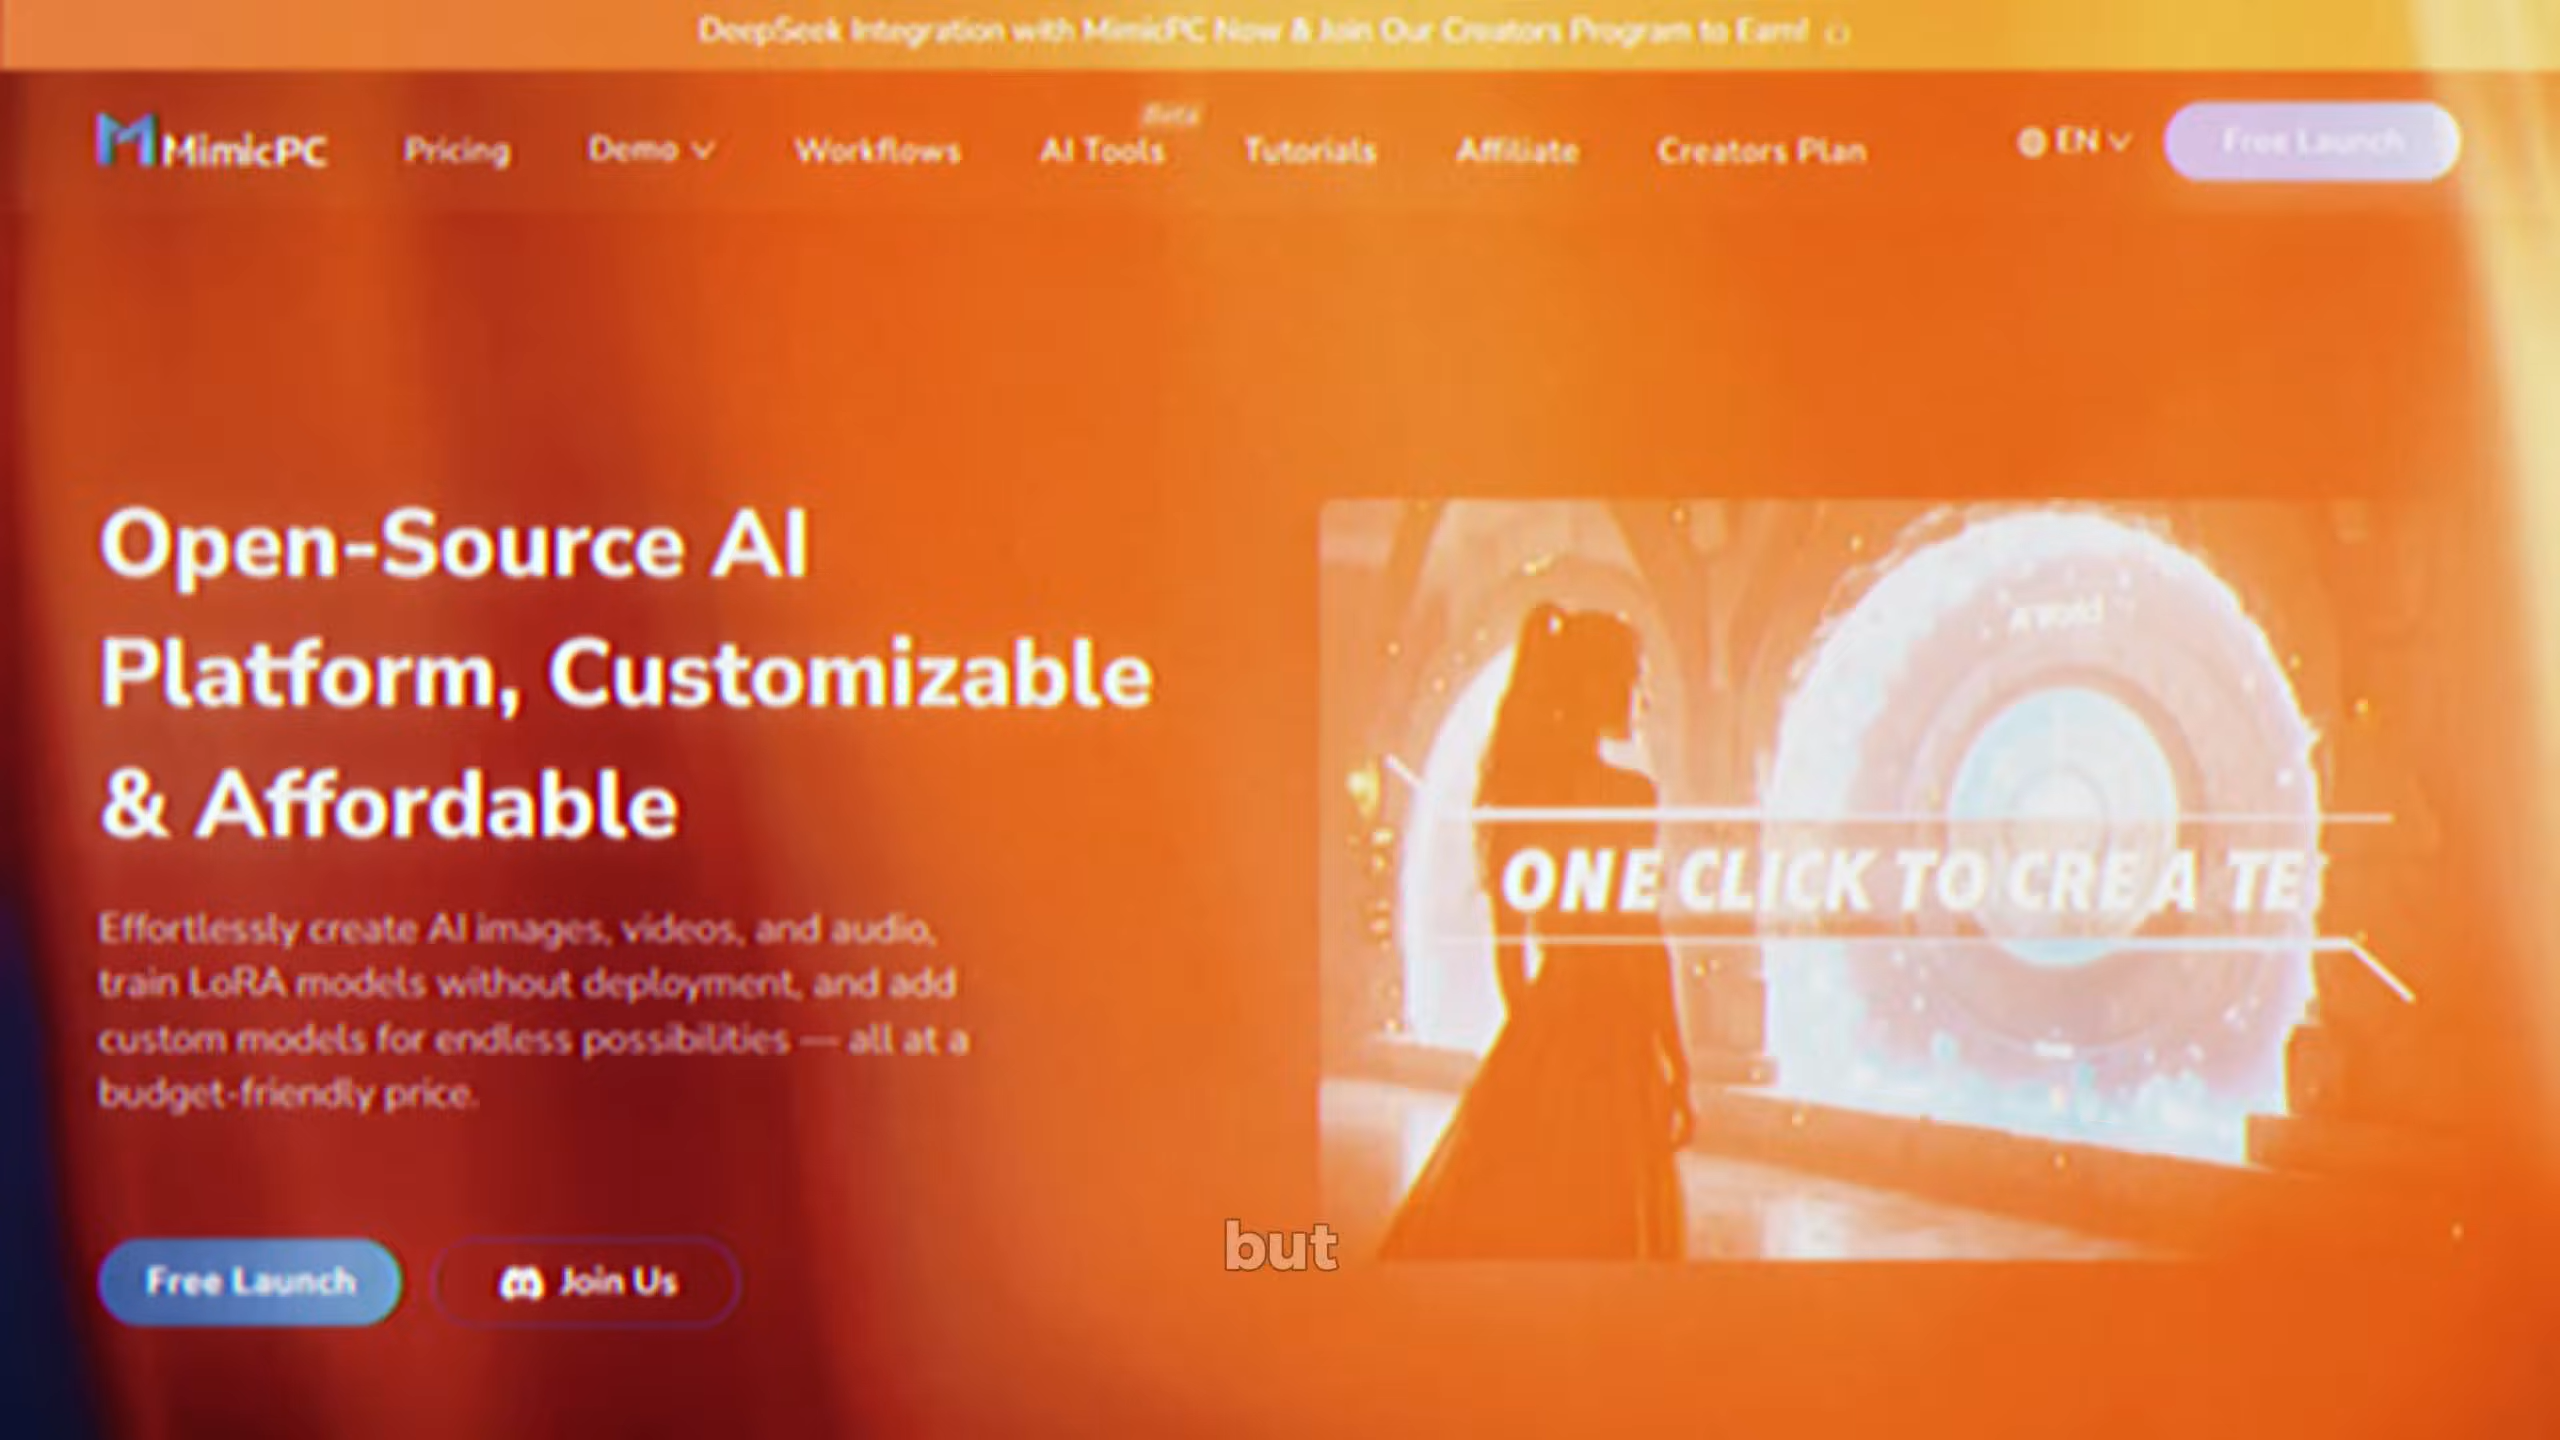 DeepSeek Integration with MimicPC Now & Join Our Creators Program to Earn!
MimicPC
Pricing
Demo
Workflows
AI Tools
Beta
Tutorials
Affiliate
Creators Plan
EN
Free Launch
Open-Source AI
Platform, Customizable
& Affordable
Effortlessly create AI images, videos, and audio,
train LoRA models without deployment, and add
custom models for endless possibilities — all at a
budget-friendly price.
Free Launch
Join Us
ONE CLICK TO CREA TE
but